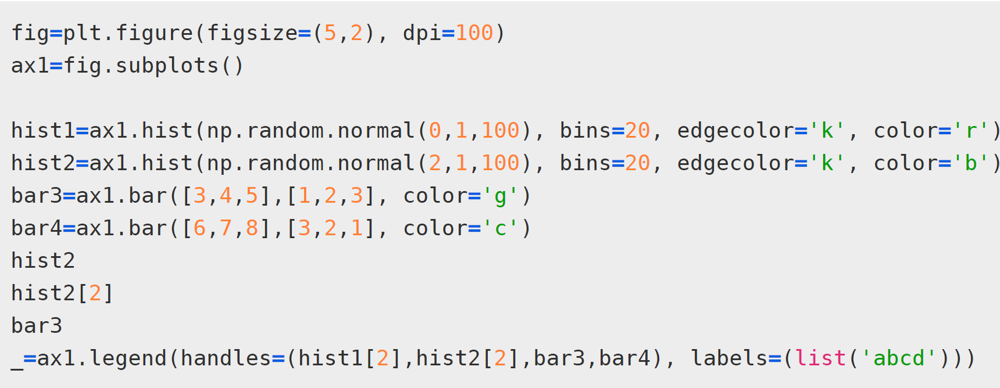 fig=plt.figure(figsize=(5,2), dpi=100)
ax1=fig.subplots()
hist1=ax1.hist(np.random.normal(0,1,100), bins=20, edgecolor='k', color='r')
hist2=ax1.hist(np.random.normal(2,1,100), bins=20, edgecolor='k', color='b')
bar3=ax1.bar([3,4,5],[1,2,3], color='g')
bar4=ax1.bar([6,7,8],[3,2,1], color='c')
hist2
hist2[2]
bar3
_=ax1.legend(handles=(hist1[2],hist2[2],bar3,bar4), labels=(list('abcd')))